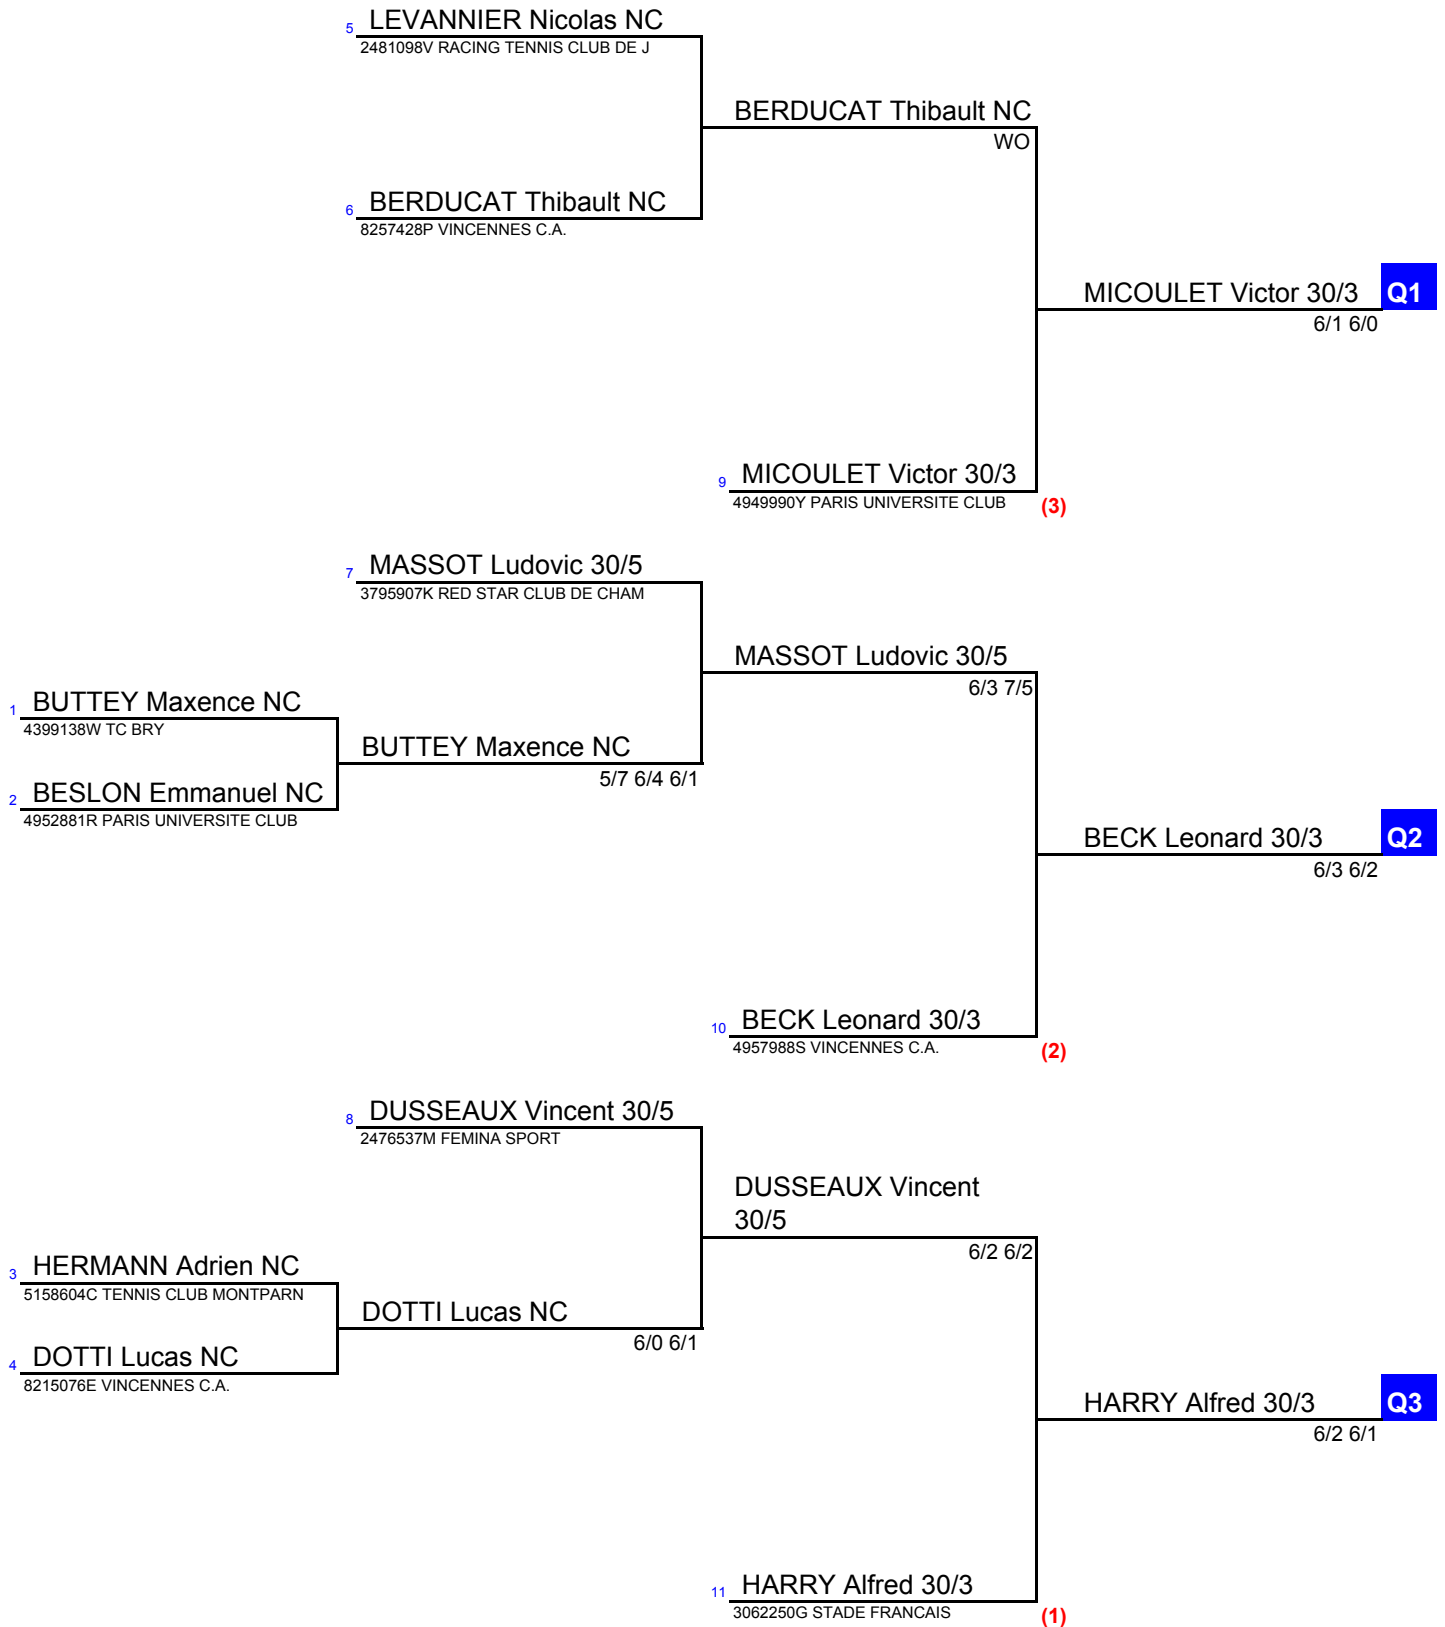 5 LEVANNIER Nicolas NC
2481098V RACING TENNIS CLUB DE J
BERDUCAT Thibault NC
WO
6 BERDUCAT Thibault NC
8257428P VINCENNES C.A.
MICOULET Victor 30/3 Q1
6/1 6/0
9 MICOULET Victor 30/3
4949990Y PARIS UNIVERSITE CLUB (3)
7 MASSOT Ludovic 30/5
3795907K RED STAR CLUB DE CHAM
MASSOT Ludovic 30/5
6/3 7/5
1 BUTTEY Maxence NC
4399138W TC BRY
BUTTEY Maxence NC
5/7 6/4 6/1
2 BESLON Emmanuel NC
4952881R PARIS UNIVERSITE CLUB
BECK Leonard 30/3 Q2
6/3 6/2
10 BECK Leonard 30/3
4957988S VINCENNES C.A. (2)
8 DUSSEAUX Vincent 30/5
2476537M FEMINA SPORT
DUSSEAUX Vincent
30/5
6/2 6/2
3 HERMANN Adrien NC
5158604C TENNIS CLUB MONTPARN
DOTTI Lucas NC
6/0 6/1
4 DOTTI Lucas NC
8215076E VINCENNES C.A.
HARRY Alfred 30/3 Q3
6/2 6/1
11 HARRY Alfred 30/3
3062250G STADE FRANCAIS (1)